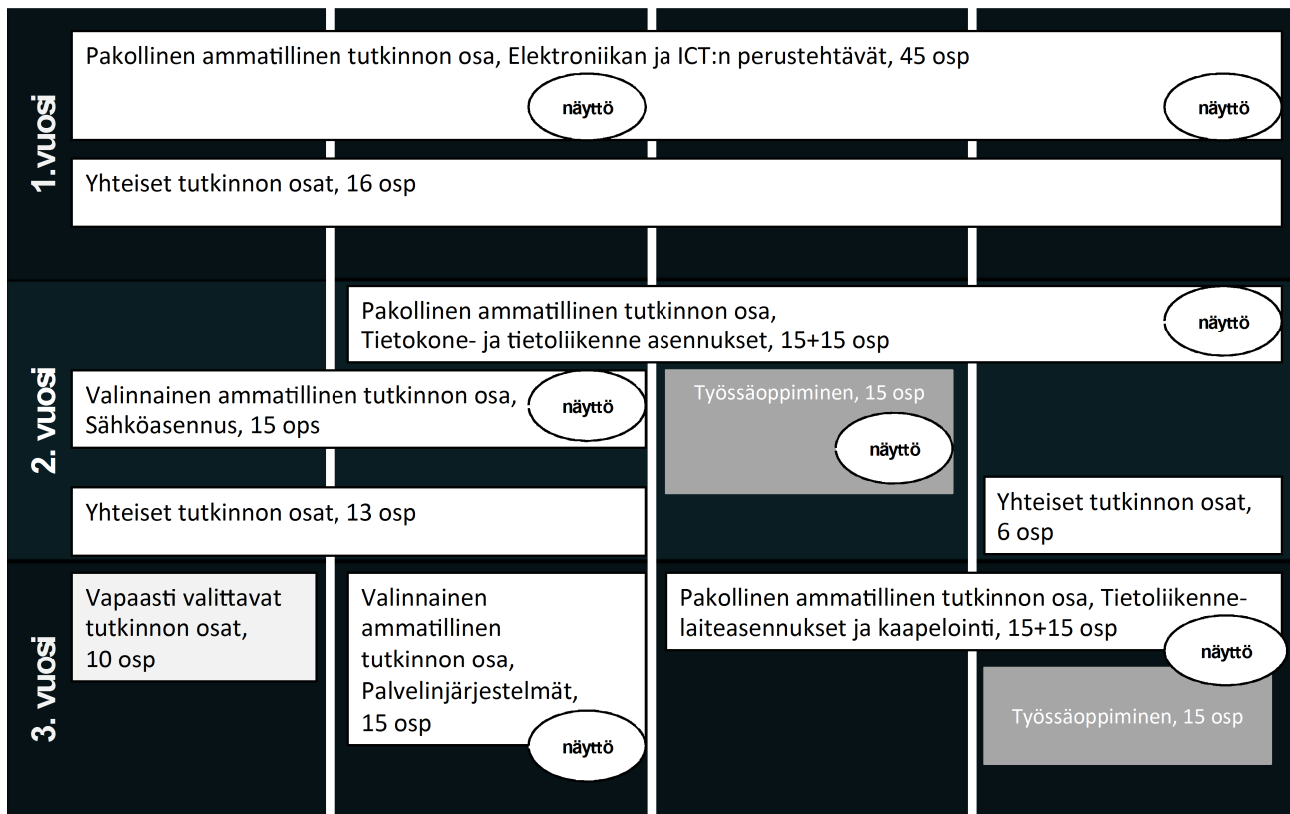 1.vuosi
Pakollinen ammatillinen tutkinnon osa, Elektroniikan ja ICT:n perustehtävät, 45 osp
näyttö
näyttö
Yhteiset tutkinnon osat, 16 osp
2. vuosi
Pakollinen ammatillinen tutkinnon osa,
Tietokone- ja tietoliikenne asennukset, 15+15 osp
näyttö
Valinnainen ammatillinen tutkinnon osa,
Sähköasennus, 15 ops
näyttö
Työssäoppiminen, 15 osp
näyttö
Yhteiset tutkinnon osat, 13 osp
Yhteiset tutkinnon osat,
6 osp
3. vuosi
Vapaasti valittavat
tutkinnon osat,
10 osp
Valinnainen
ammatillinen
tutkinnon osa,
Palvelinjärjestelmät,
15 osp
näyttö
Pakollinen ammatillinen tutkinnon osa, Tietoliikenne-
laiteasennukset ja kaapelointi, 15+15 osp
näyttö
Työssäoppiminen, 15 osp